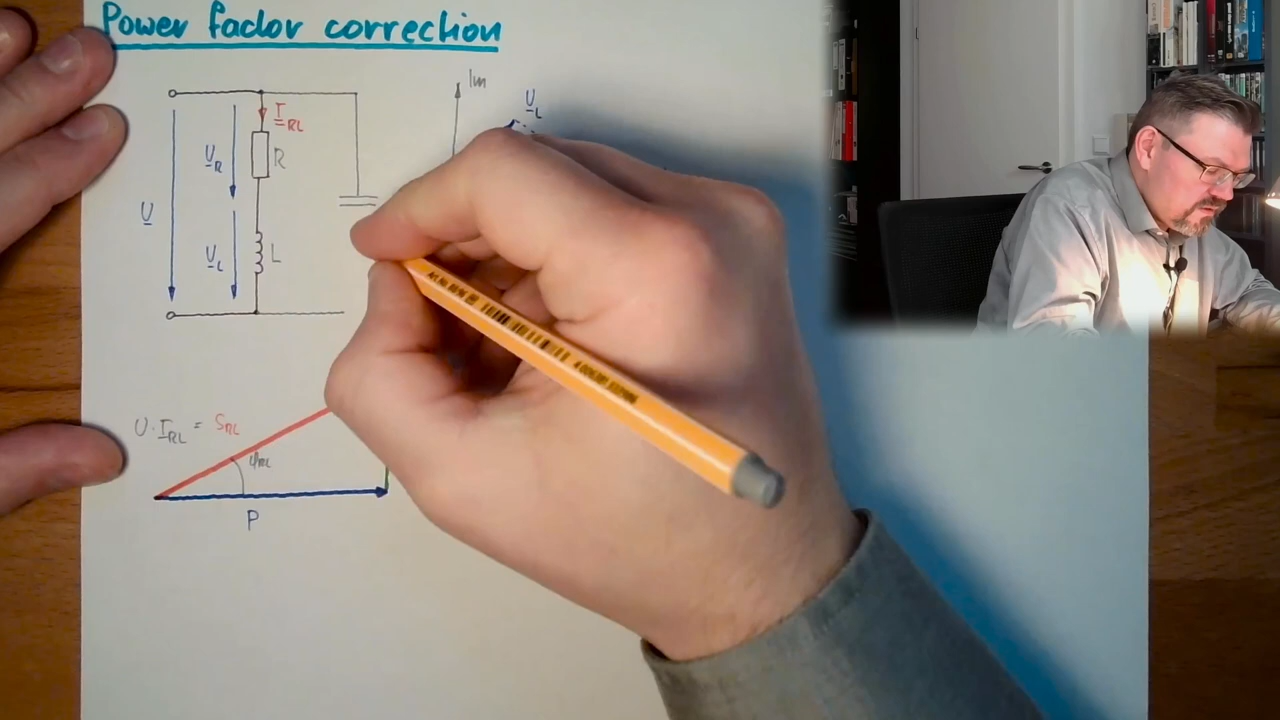 Power factor correction
Im
U_L
I_RL
U_R
R
U
U_L
L
U · I_RL = S_RL
φ_RL
P